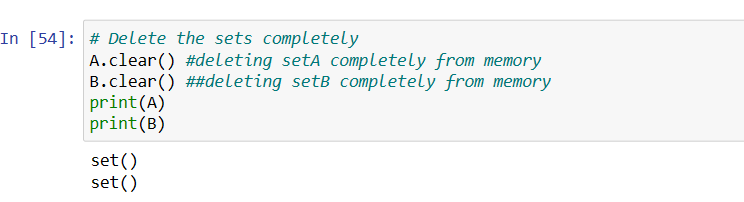 In [54]: # Delete the sets completely
A.clear() #deleting setA completely from memory
B.clear() ##deleting setB completely from memory
print(A)
print(B)
set()
set()